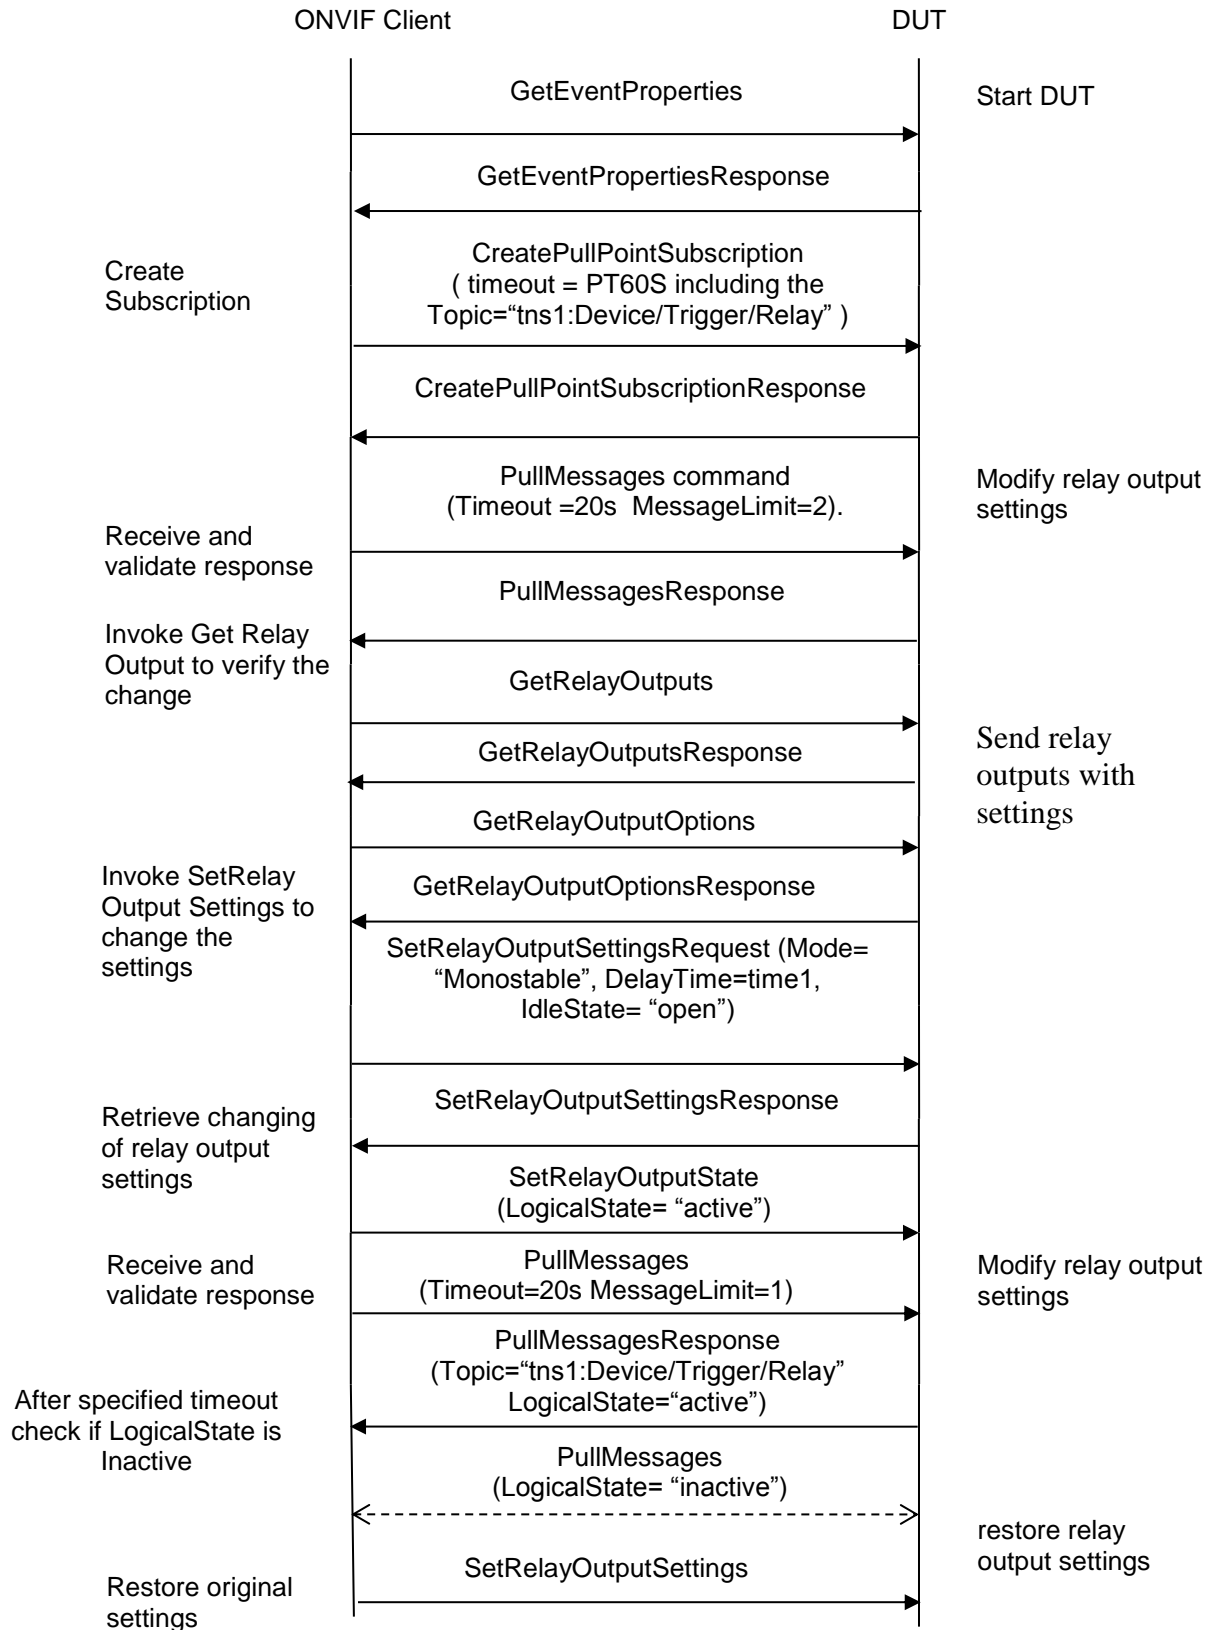 ONVIF Client
DUT
GetEventProperties
Start DUT
GetEventPropertiesResponse
Create
Subscription
CreatePullPointSubscription
( timeout = PT60S including the
Topic=“tns1:Device/Trigger/Relay” )
CreatePullPointSubscriptionResponse
PullMessages command
(Timeout =20s  MessageLimit=2).
Modify relay output
settings
Receive and
validate response
PullMessagesResponse
Invoke Get Relay
Output to verify the
change
GetRelayOutputs
GetRelayOutputsResponse
Send relay
outputs with
settings
GetRelayOutputOptions
Invoke SetRelay
Output Settings to
change the
settings
GetRelayOutputOptionsResponse
SetRelayOutputSettingsRequest (Mode=
“Monostable”, DelayTime=time1,
IdleState= “open”)
SetRelayOutputSettingsResponse
Retrieve changing
of relay output
settings
SetRelayOutputState
(LogicalState= “active”)
Receive and
validate response
PullMessages
(Timeout=20s MessageLimit=1)
Modify relay output
settings
PullMessagesResponse
(Topic=“tns1:Device/Trigger/Relay”
LogicalState=“active”)
After specified timeout
check if LogicalState is
Inactive
PullMessages
(LogicalState= “inactive”)
restore relay
output settings
SetRelayOutputSettings
Restore original
settings